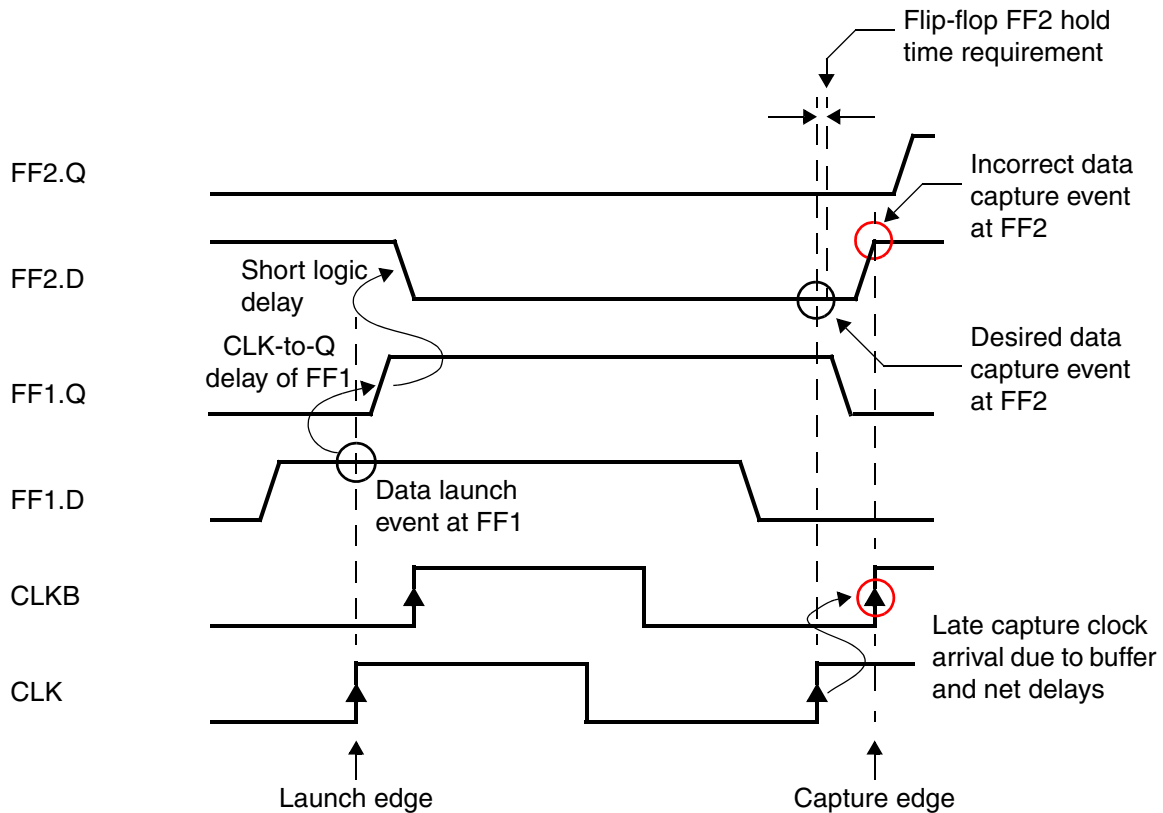 Flip-flop FF2 hold
time requirement
FF2.Q
Incorrect data
capture event
at FF2
FF2.D
Short logic
delay
Desired data
capture event
at FF2
CLK-to-Q
delay of FF1
FF1.Q
FF1.D
Data launch
event at FF1
CLKB
Late capture clock
arrival due to buffer
and net delays
CLK
Launch edge
Capture edge